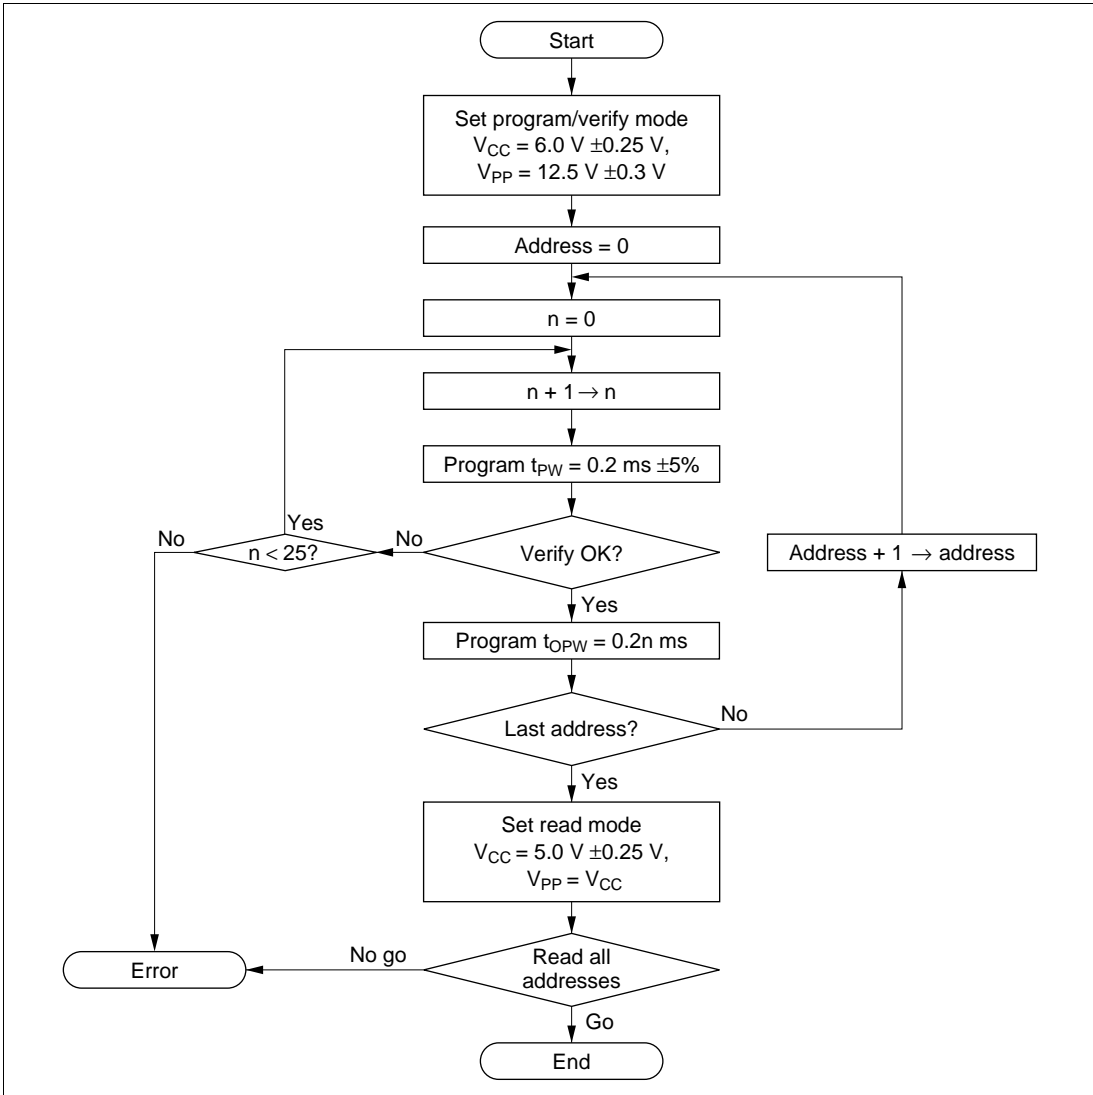 Start
Set program/verify mode
VCC = 6.0 V ±0.25 V,
VPP = 12.5 V ±0.3 V
Address = 0
n = 0
n + 1 → n
Program tPW = 0.2 ms ±5%
No
Yes
n < 25?
No
Verify OK?
Address + 1 → address
Yes
Program tOPW = 0.2n ms
Last address?
No
Yes
Set read mode
VCC = 5.0 V ±0.25 V,
VPP = VCC
Error
No go
Read all
addresses
Go
End